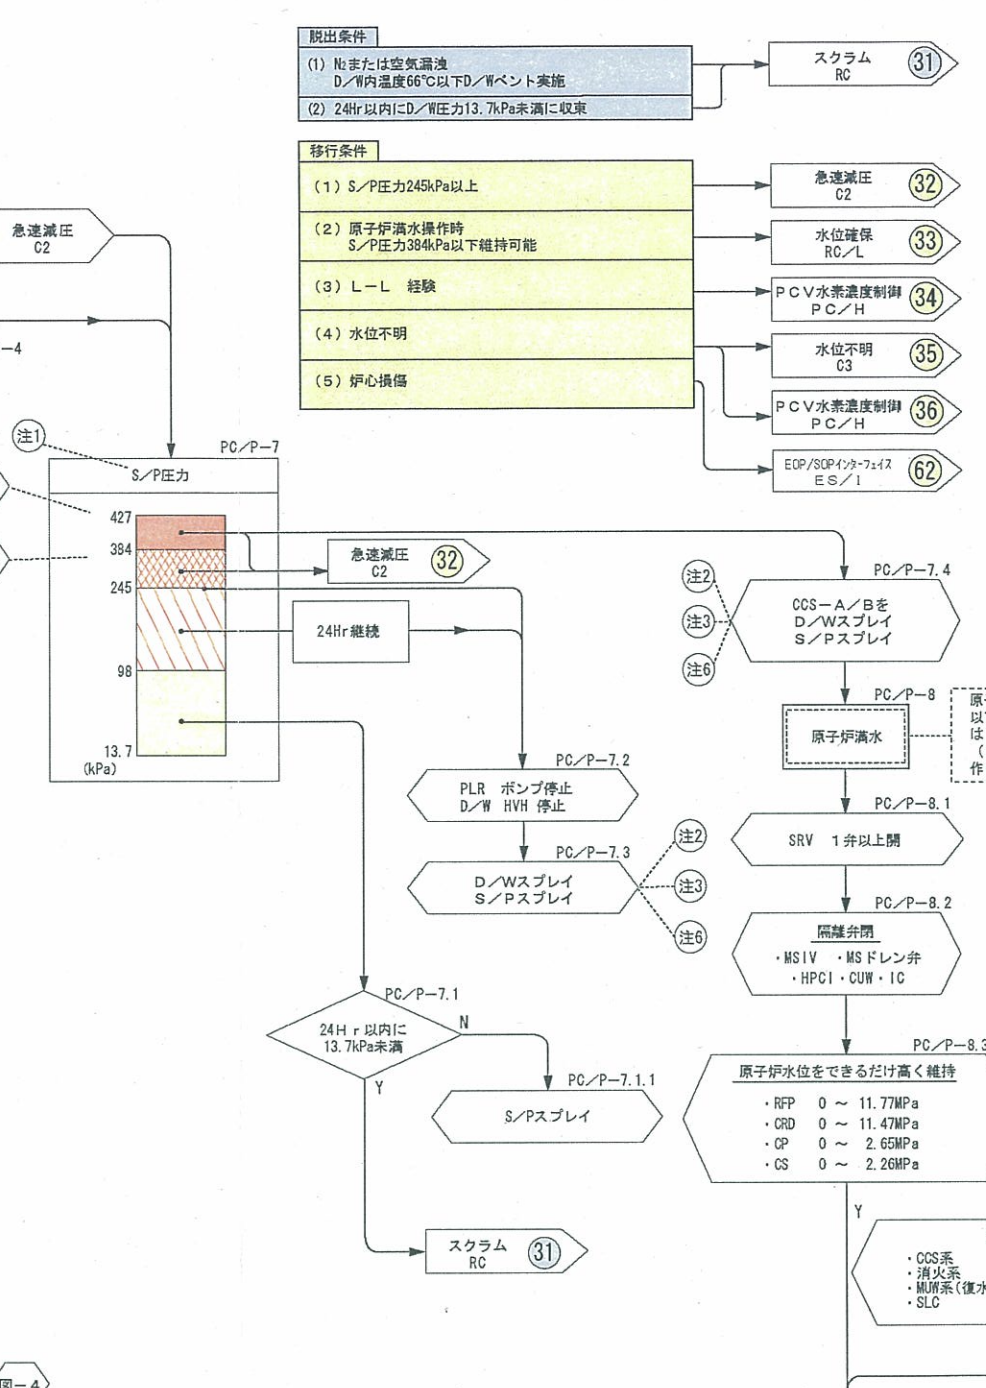 脱出条件
(1) N₂または空気漏洩
D／W内温度66℃以下D／Wベント実施
(2) 24Hr以内にD／W圧力13.7kPa未満に収束
スクラム
RC
31
移行条件
(1) S／P圧力245kPa以上
急速減圧
C2
32
(2) 原子炉満水操作時
S／P圧力384kPa以下維持可能
水位確保
RC／L
33
(3) L－L 経験
PCV水素濃度制御
PC／H
34
(4) 水位不明
水位不明
C3
35
(5) 炉心損傷
PCV水素濃度制御
PC／H
36
EOP/SOPインターフェイス
ES／I
62
急速減圧
C2
－4
注1
PC／P－7
S／P圧力
427
384
245
98
13.7
(kPa)
急速減圧
C2
32
24Hr継続
PC／P－7.2
PLR ポンプ停止
D／W HVH 停止
PC／P－7.3
D／Wスプレイ
S／Pスプレイ
注2
注3
注6
PC／P－7.1
24Ｈｒ以内に
13.7kPa未満
N
Y
PC／P－7.1.1
S／Pスプレイ
スクラム
RC
31
注2
注3
注6
PC／P－7.4
CCS－A／Bを
D／Wスプレイ
S／Pスプレイ
PC／P－8
原子炉満水
は
(
作
PC／P－8.1
SRV 1弁以上開
PC／P－8.2
隔離弁閉
・MSIV ・MSドレン弁
・HPCI・CUW・IC
PC／P－8.3
原子炉水位をできるだけ高く維持
・RFP 0 ～ 11.77MPa
・CRD 0 ～ 11.47MPa
・CP 0 ～ 2.65MPa
・CS 0 ～ 2.26MPa
Y
・CCS系
・消火系
・MUW系(復水
・SLC
図－4